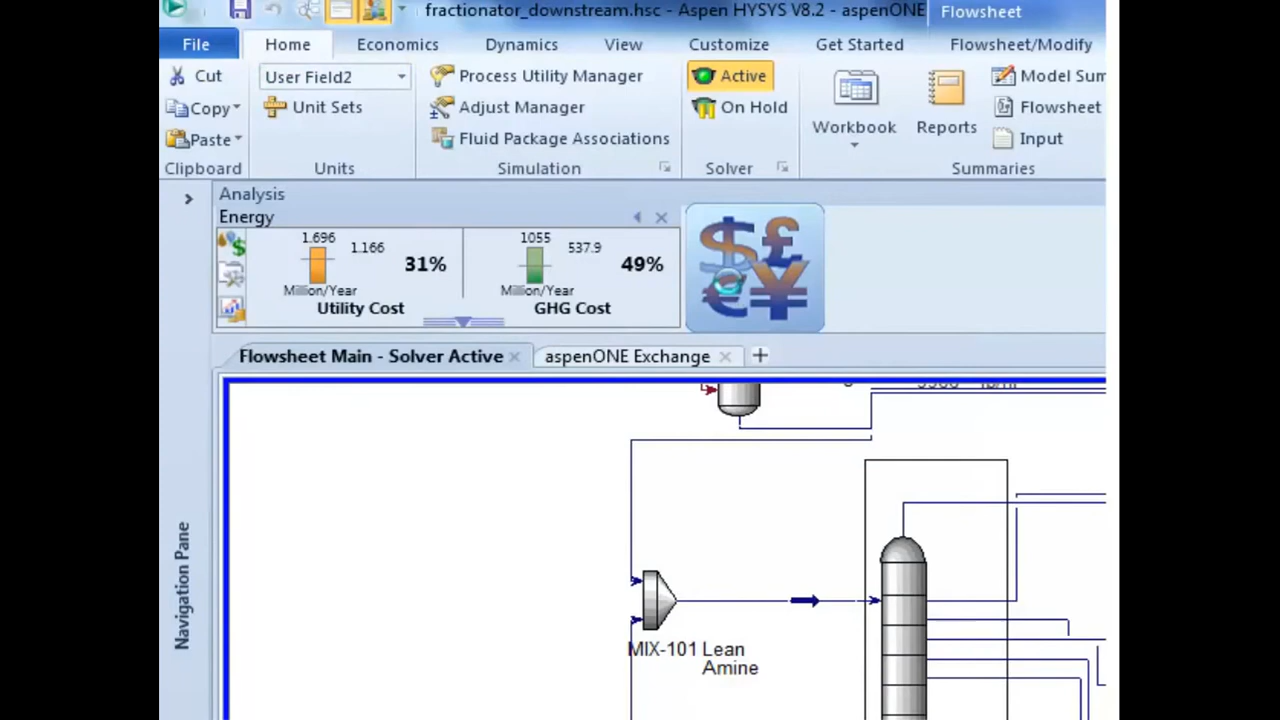 fractionator_downstream.hsc - Aspen HYSYS V8.2 - aspenONE
Flowsheet
File Home Economics Dynamics View Customize Get Started Flowsheet/Modify
Cut
Copy
Paste
Clipboard
User Field2
Unit Sets
Units
Process Utility Manager
Adjust Manager
Fluid Package Associations
Simulation
Active
On Hold
Solver
Workbook
Reports
Model Sum
Flowsheet
Input
Summaries
Analysis
Energy
1.696 1.166 31%
Million/Year
Utility Cost
1055 537.9 49%
Million/Year
GHG Cost
$ £
€ ¥
Flowsheet Main - Solver Active
aspenONE Exchange
Navigation Pane
MIX-101 Lean
Amine